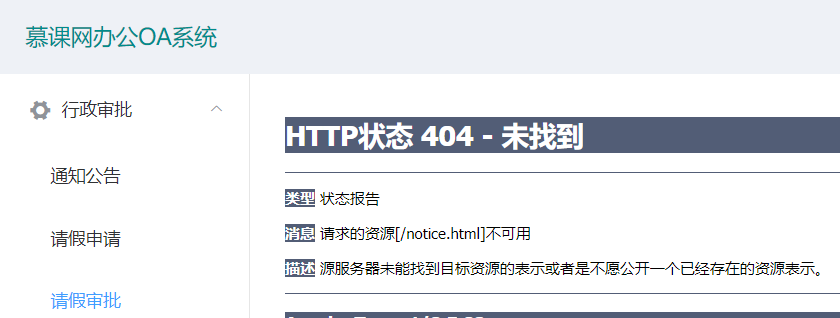 慕课网办公OA系统
行政审批
通知公告
请假申请
请假审批
HTTP状态 404 - 未找到
类型 状态报告
消息 请求的资源[/notice.html]不可用
描述 源服务器未能找到目标资源的表示或者是不愿公开一个已经存在的资源表示。